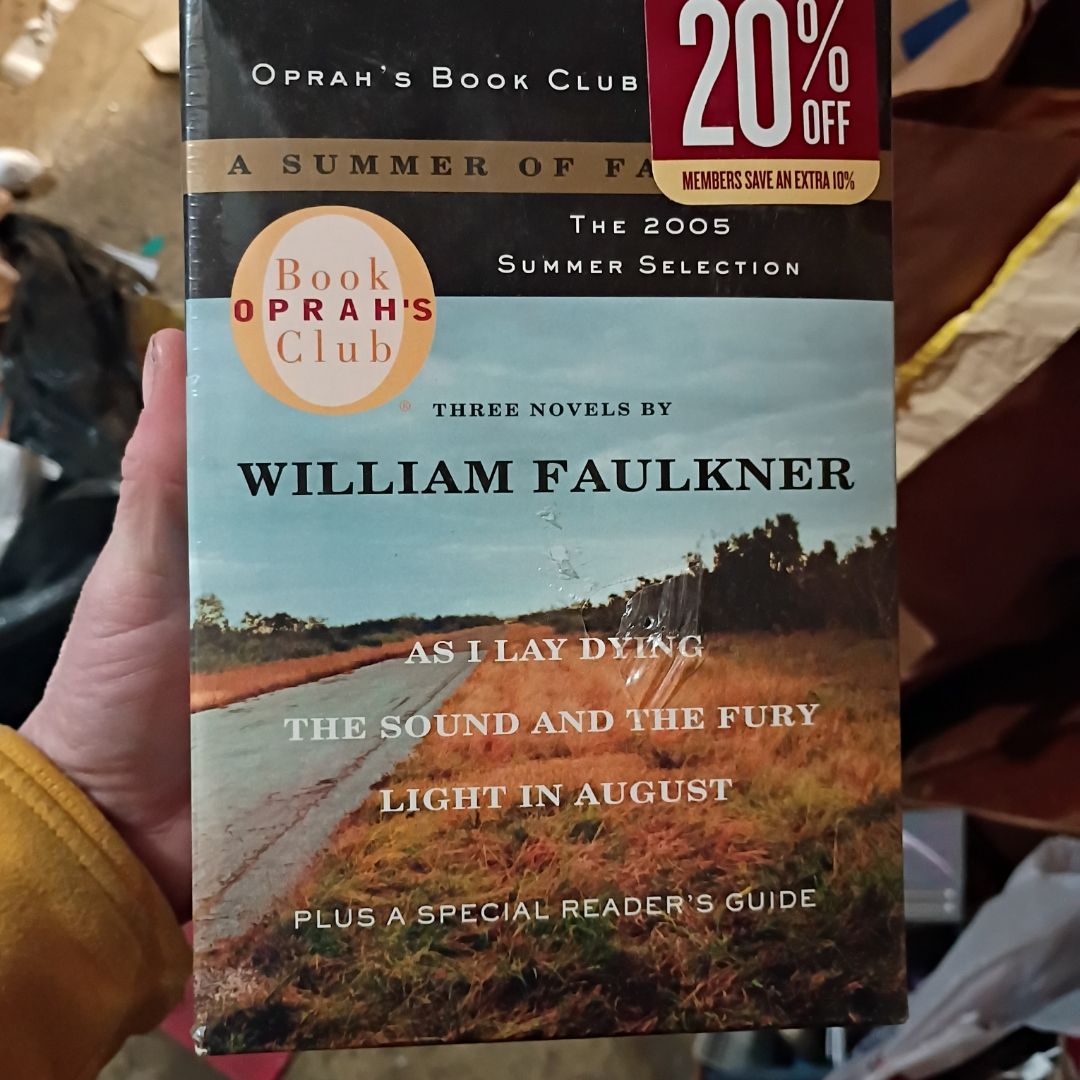 OPRAH'S BOOK CLUB
20% OFF
MEMBERS SAVE AN EXTRA 10%
A SUMMER OF
THE 2005
SUMMER SELECTION
Book
OPRAH'S
Club
®
THREE NOVELS BY
WILLIAM FAULKNER
AS I LAY DYING
THE SOUND AND THE FURY
LIGHT IN AUGUST
PLUS A SPECIAL READER'S GUIDE